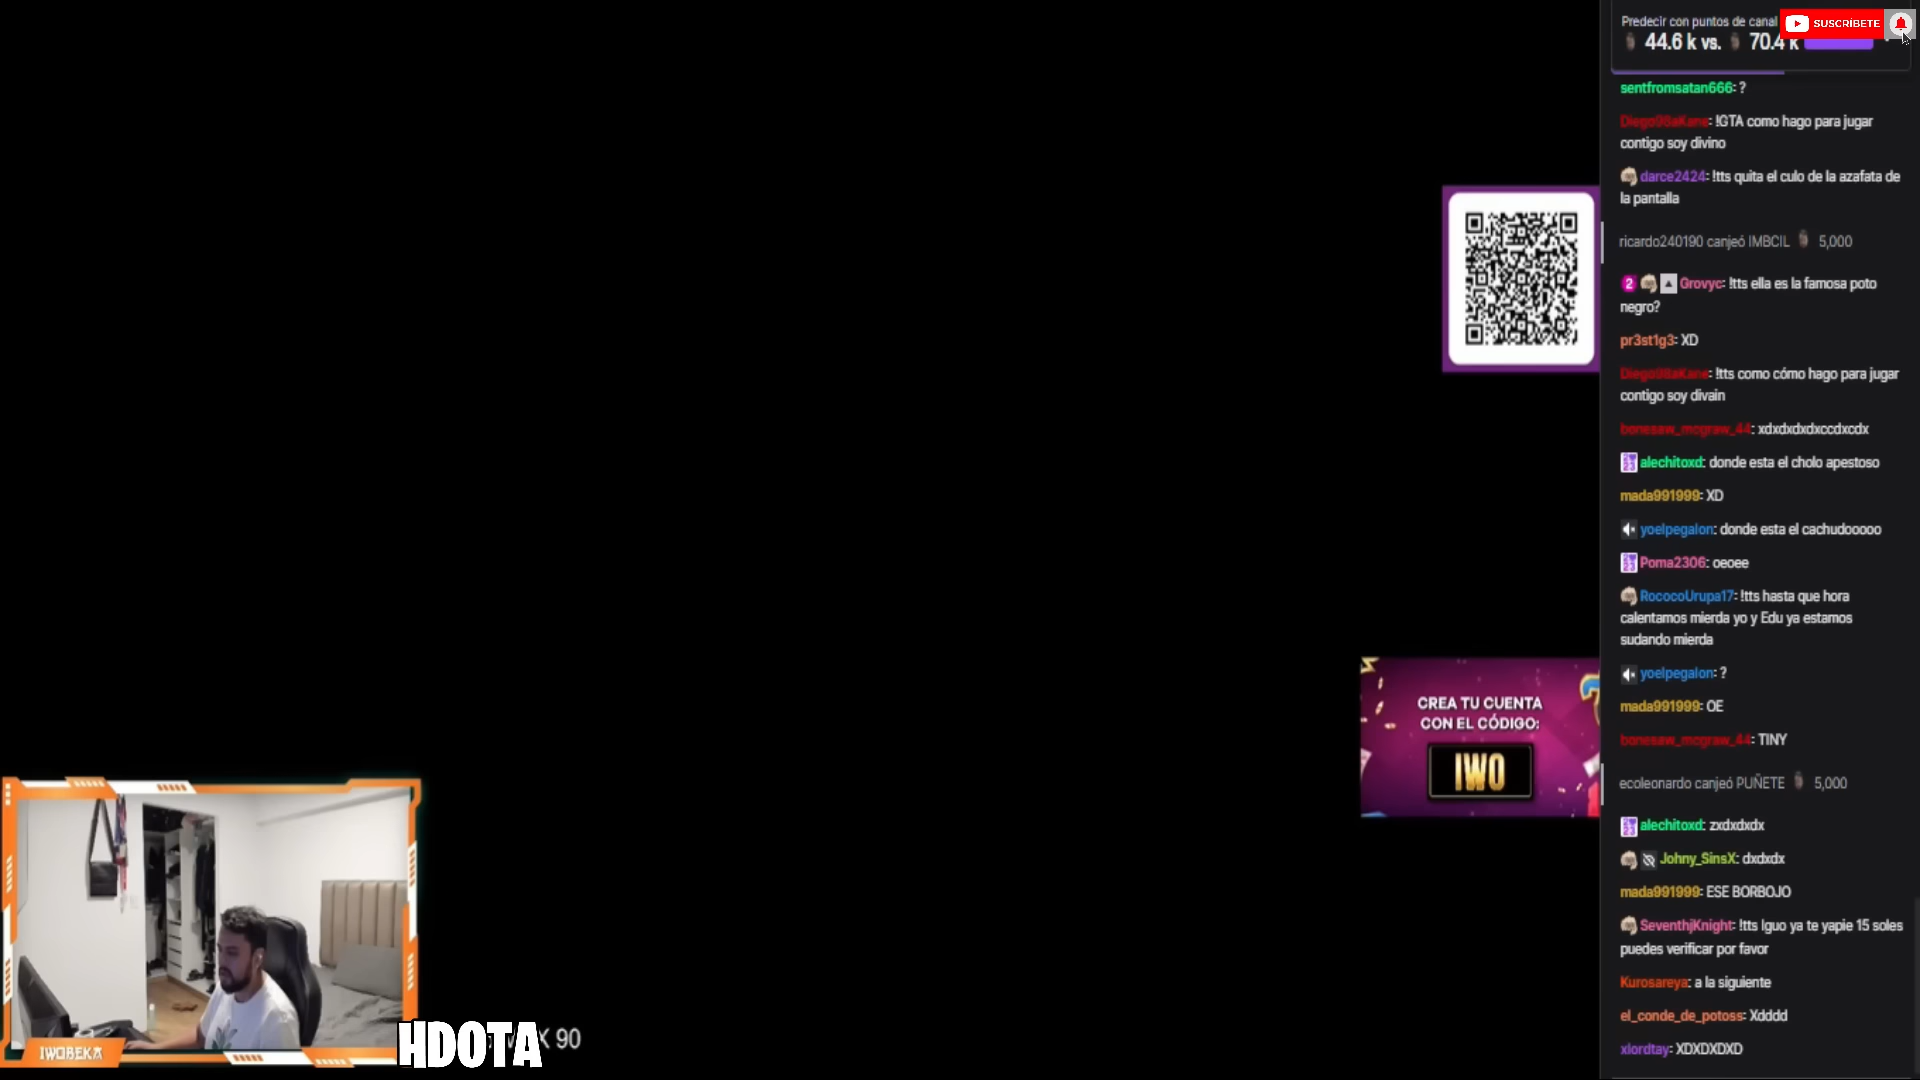 Predecir con puntos de canal
44.6 k vs. 70.4 k
SUSCRÍBETE
sentfromsatan666: ?
Diego98aKane: !GTA como hago para jugar
contigo soy divino
darce2424: !tts quita el culo de la azafata de
la pantalla
ricardo240190 canjeó IMBCIL 5,000
2 Grovyc: !tts ella es la famosa poto
negro?
pr3st1g3: XD
Diego98aKane: !tts como cómo hago para jugar
contigo soy divain
bonesaw_mcgraw_44: xdxdxdxdxccdxcdx
alechitoxd: donde esta el cholo apestoso
mada991999: XD
yoelpegalon: donde esta el cachudooooo
Poma2306: oeoee
RococoUrupa17: !tts hasta que hora
calentamos mierda yo y Edu ya estamos
sudando mierda
yoelpegalon: ?
mada991999: OE
bonesaw_mcgraw_44: TINY
ecoleonardo canjeó PUÑETE 5,000
alechitoxd: zxdxdxdx
Johny_SinsX: dxdxdx
mada991999: ESE BORBOJO
SeventhjKnight: !tts Iguo ya te yapie 15 soles
puedes verificar por favor
Kurosareya: a la siguiente
el_conde_de_potoss: Xdddd
xlordtay: XDXDXDXD
CREA TU CUENTA
CON EL CÓDIGO:
IWO
IWOBEKA
HDOTA
X 90